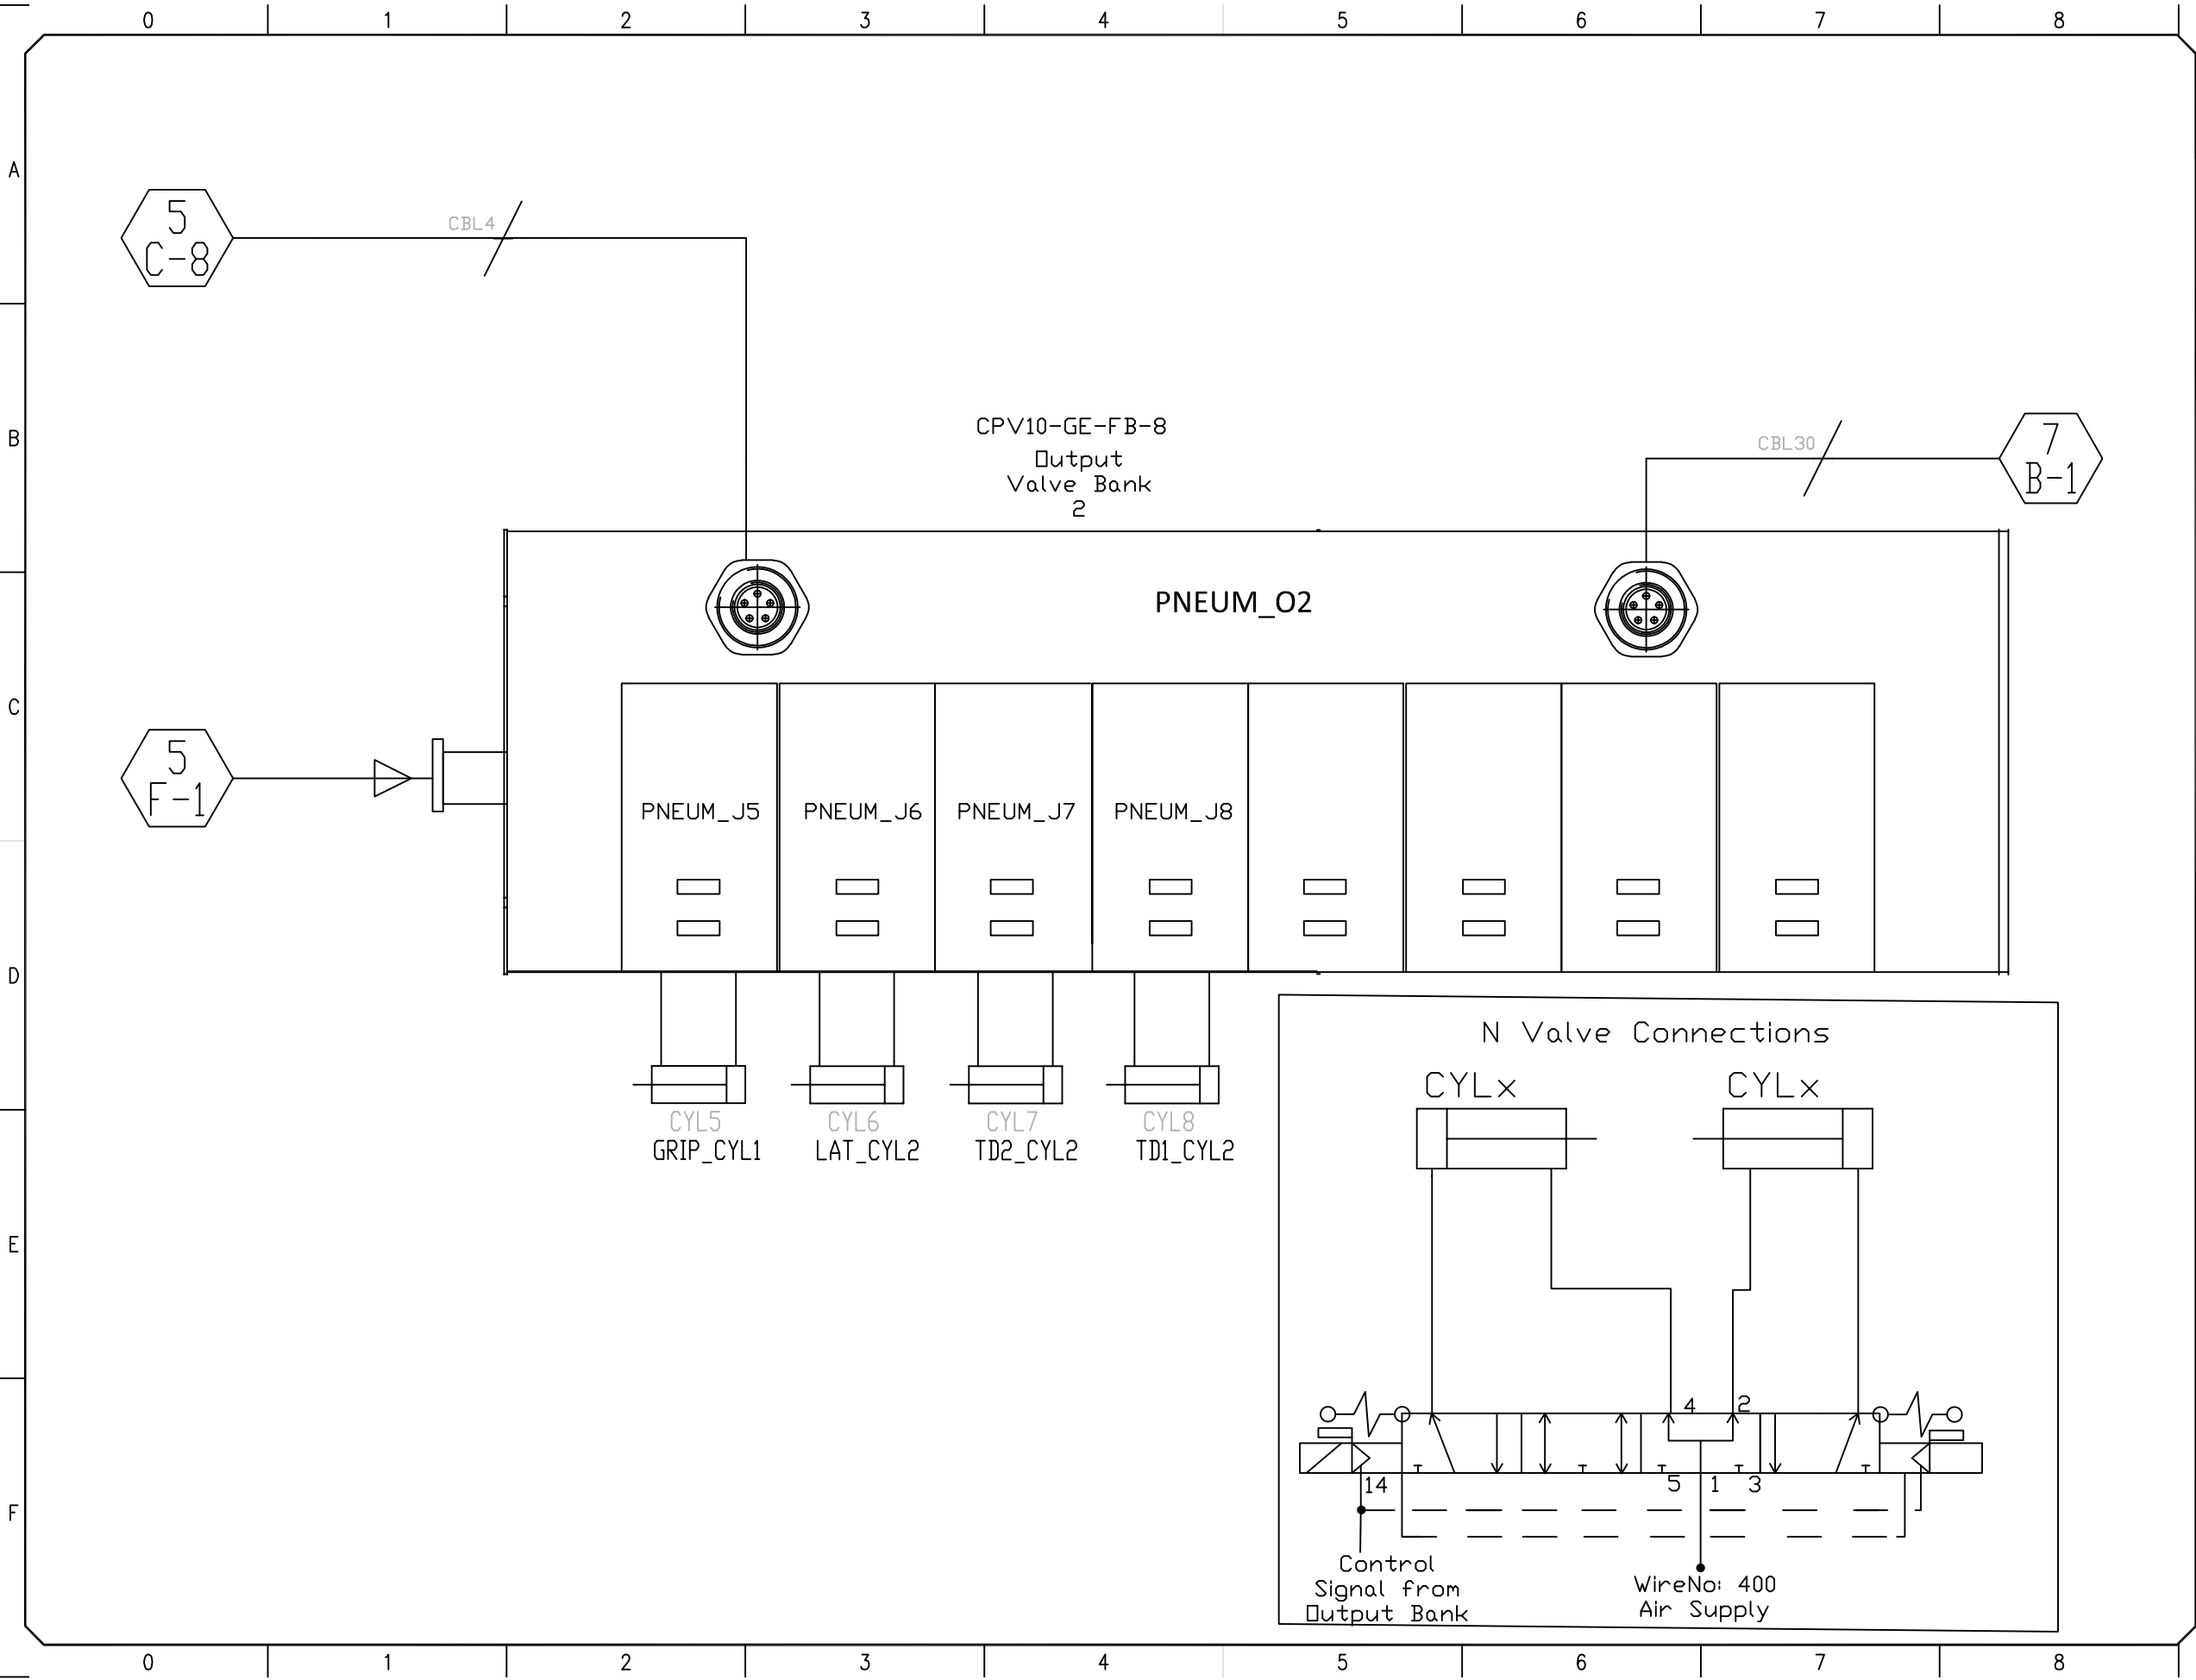 0 1 2 3 4 5 6 7 8
A
5
C-8
CBL4
B
CPV10-GE-FB-8
Output
Valve Bank
2
CBL30
7
B-1
PNEUM_O2
C
5
F-1
PNEUM_J5 PNEUM_J6 PNEUM_J7 PNEUM_J8
D
N Valve Connections
CYLx CYLx
CYL5 CYL6 CYL7 CYL8
GRIP_CYL1 LAT_CYL2 TD2_CYL2 TD1_CYL2
E
4 2
14 5 1 3
F
Control
Signal from
Output Bank
WireNo: 400
Air Supply
0 1 2 3 4 5 6 7 8